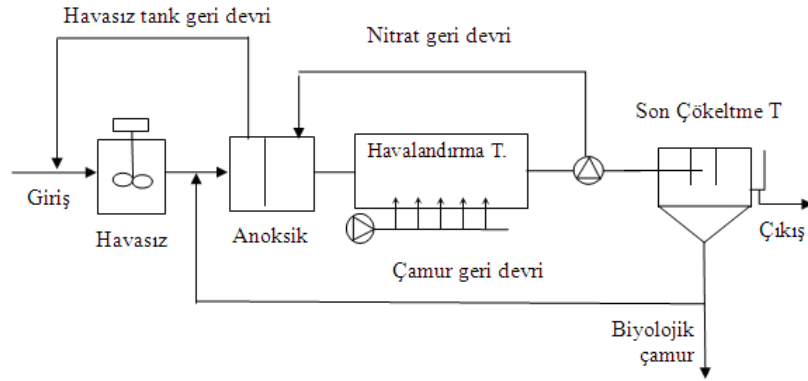 Havasız tank geri devri
Nitrat geri devri
Son Çökeltme T
Havalandırma T.
Giriş
Havasız
Anoksik
Çıkış
Çamur geri devri
Biyolojik
çamur